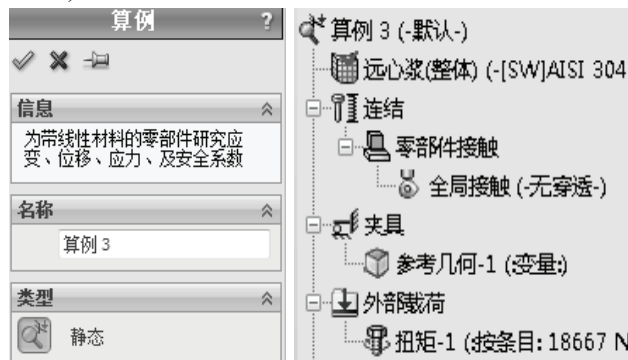 算例
?
信息
为带线性材料的零部件研究应
变、位移、应力、及安全系数
名称
算例 3
类型
静态
算例 3 (-默认-)
远心浆(整体) (-[SW]AISI 304
连结
零部件接触
全局接触 (-无穿透-)
夹具
参考几何-1 (:变量:)
外部载荷
扭矩-1 (:按条目: 18667 N